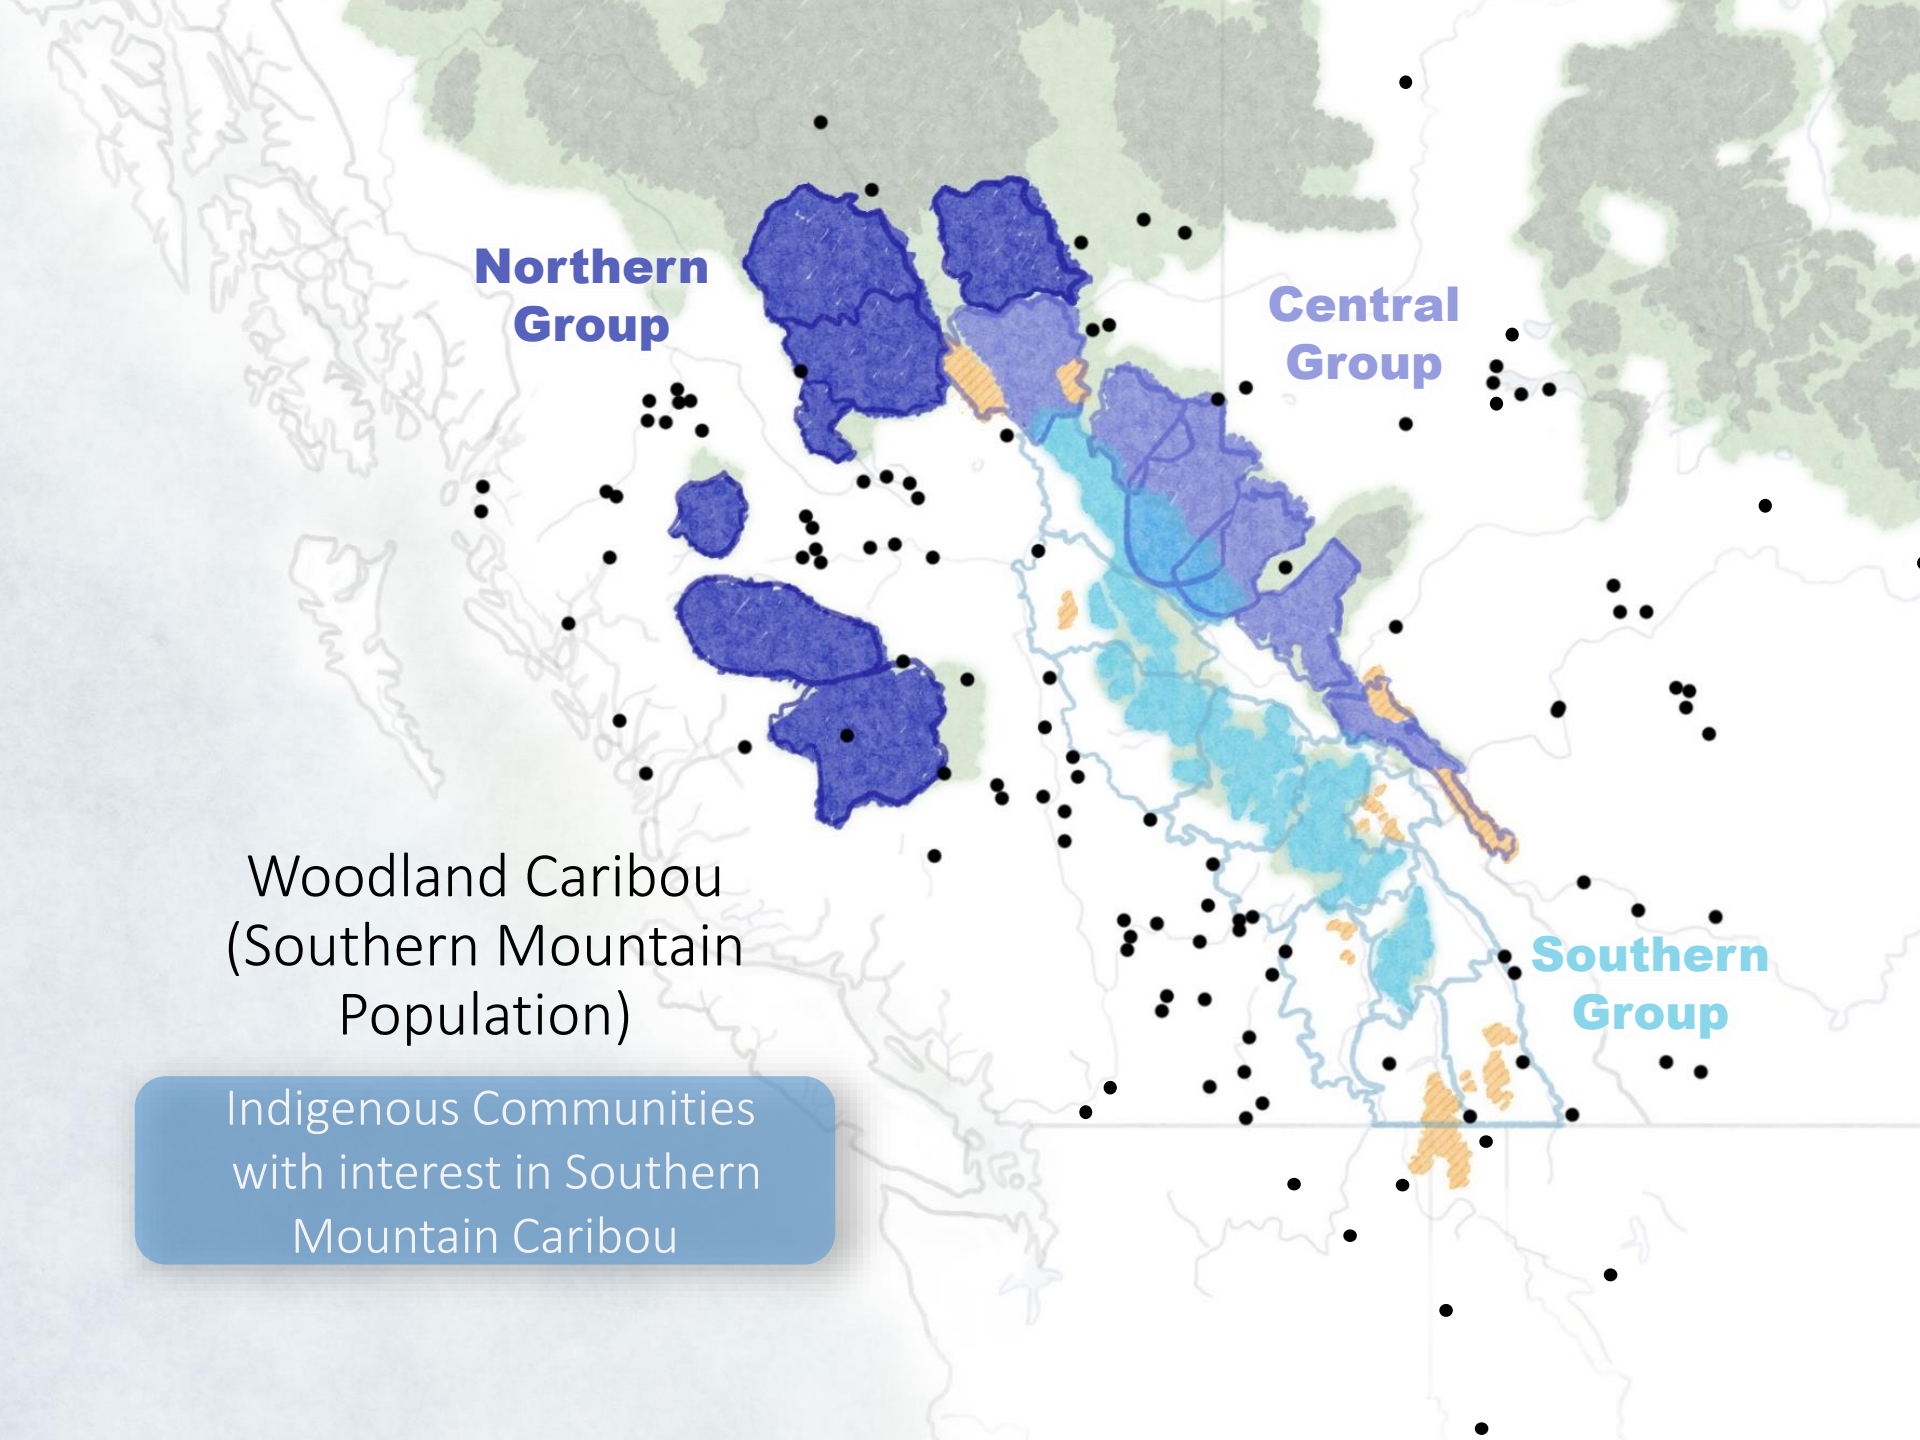 Northern
Group
Central
Group
Woodland Caribou
(Southern Mountain
Population)
Southern
Group
Indigenous Communities
with interest in Southern
Mountain Caribou